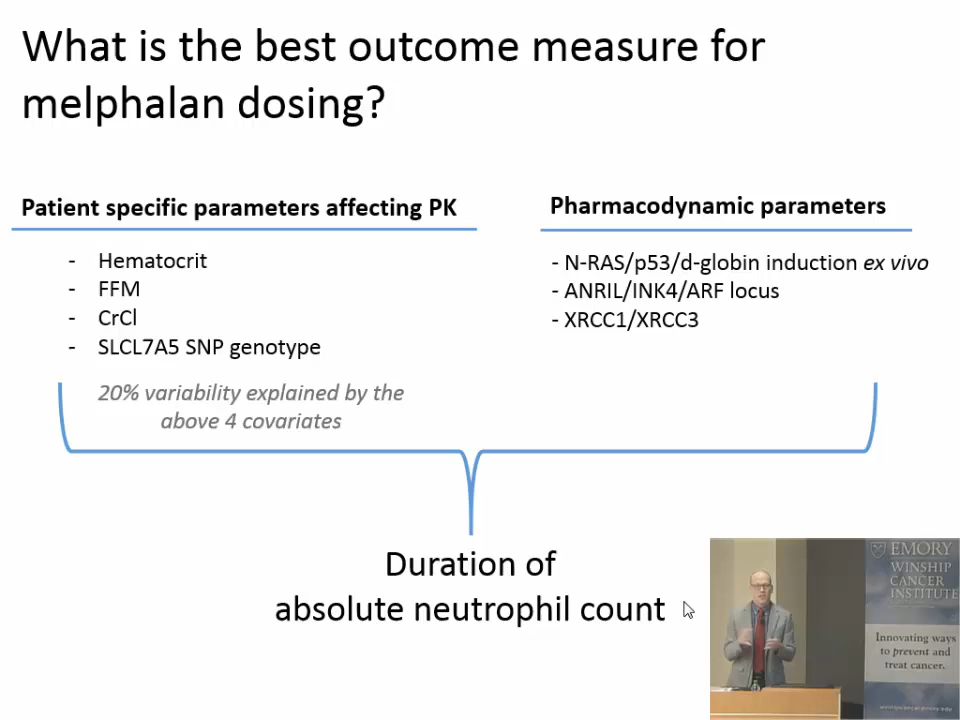 What is the best outcome measure for
melphalan dosing?
Patient specific parameters affecting PK
- Hematocrit
- FFM
- CrCl
- SLCL7A5 SNP genotype
20% variability explained by the
above 4 covariates
Pharmacodynamic parameters
- N-RAS/p53/d-globin induction ex vivo
- ANRIL/INK4/ARF locus
- XRCC1/XRCC3
Duration of
absolute neutrophil count
EMORY
WINSHIP
CANCER
INSTITUTE
Innovating ways
to prevent and
treat cancer.